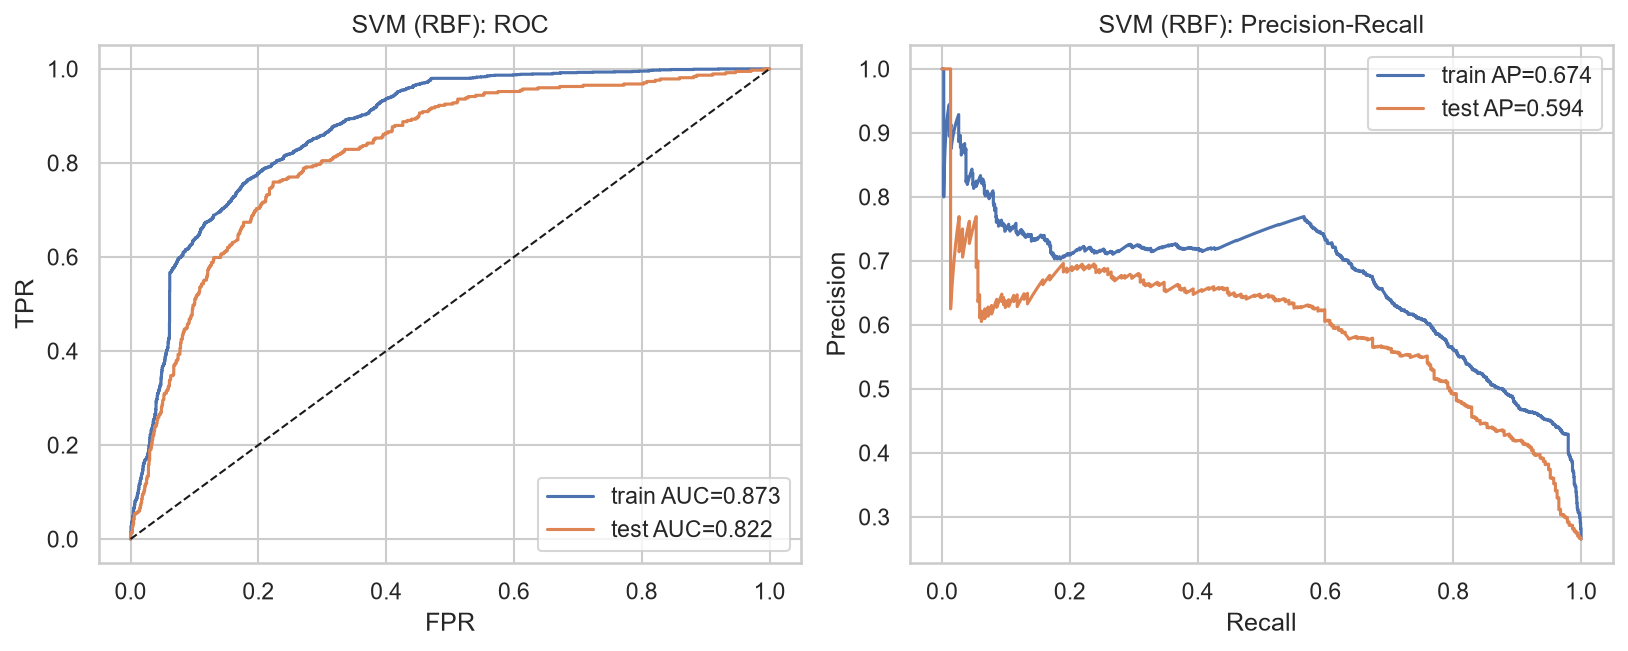 SVM (RBF): ROC
1.0
0.8
0.6
0.4
0.2
0.0
TPR
0.0 0.2 0.4 0.6 0.8 1.0
FPR
train AUC=0.873
test AUC=0.822
SVM (RBF): Precision-Recall
1.0
0.9
0.8
0.7
0.6
0.5
0.4
0.3
Precision
0.0 0.2 0.4 0.6 0.8 1.0
Recall
train AP=0.674
test AP=0.594